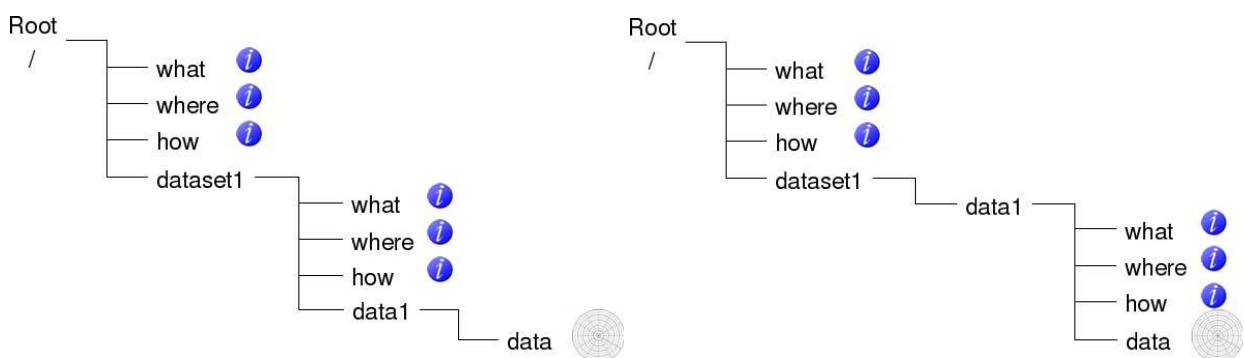 Root
/
what i
where i
how i
dataset1
what i
where i
how i
data1
data
Root
/
what i
where i
how i
dataset1
data1
what i
where i
how i
data